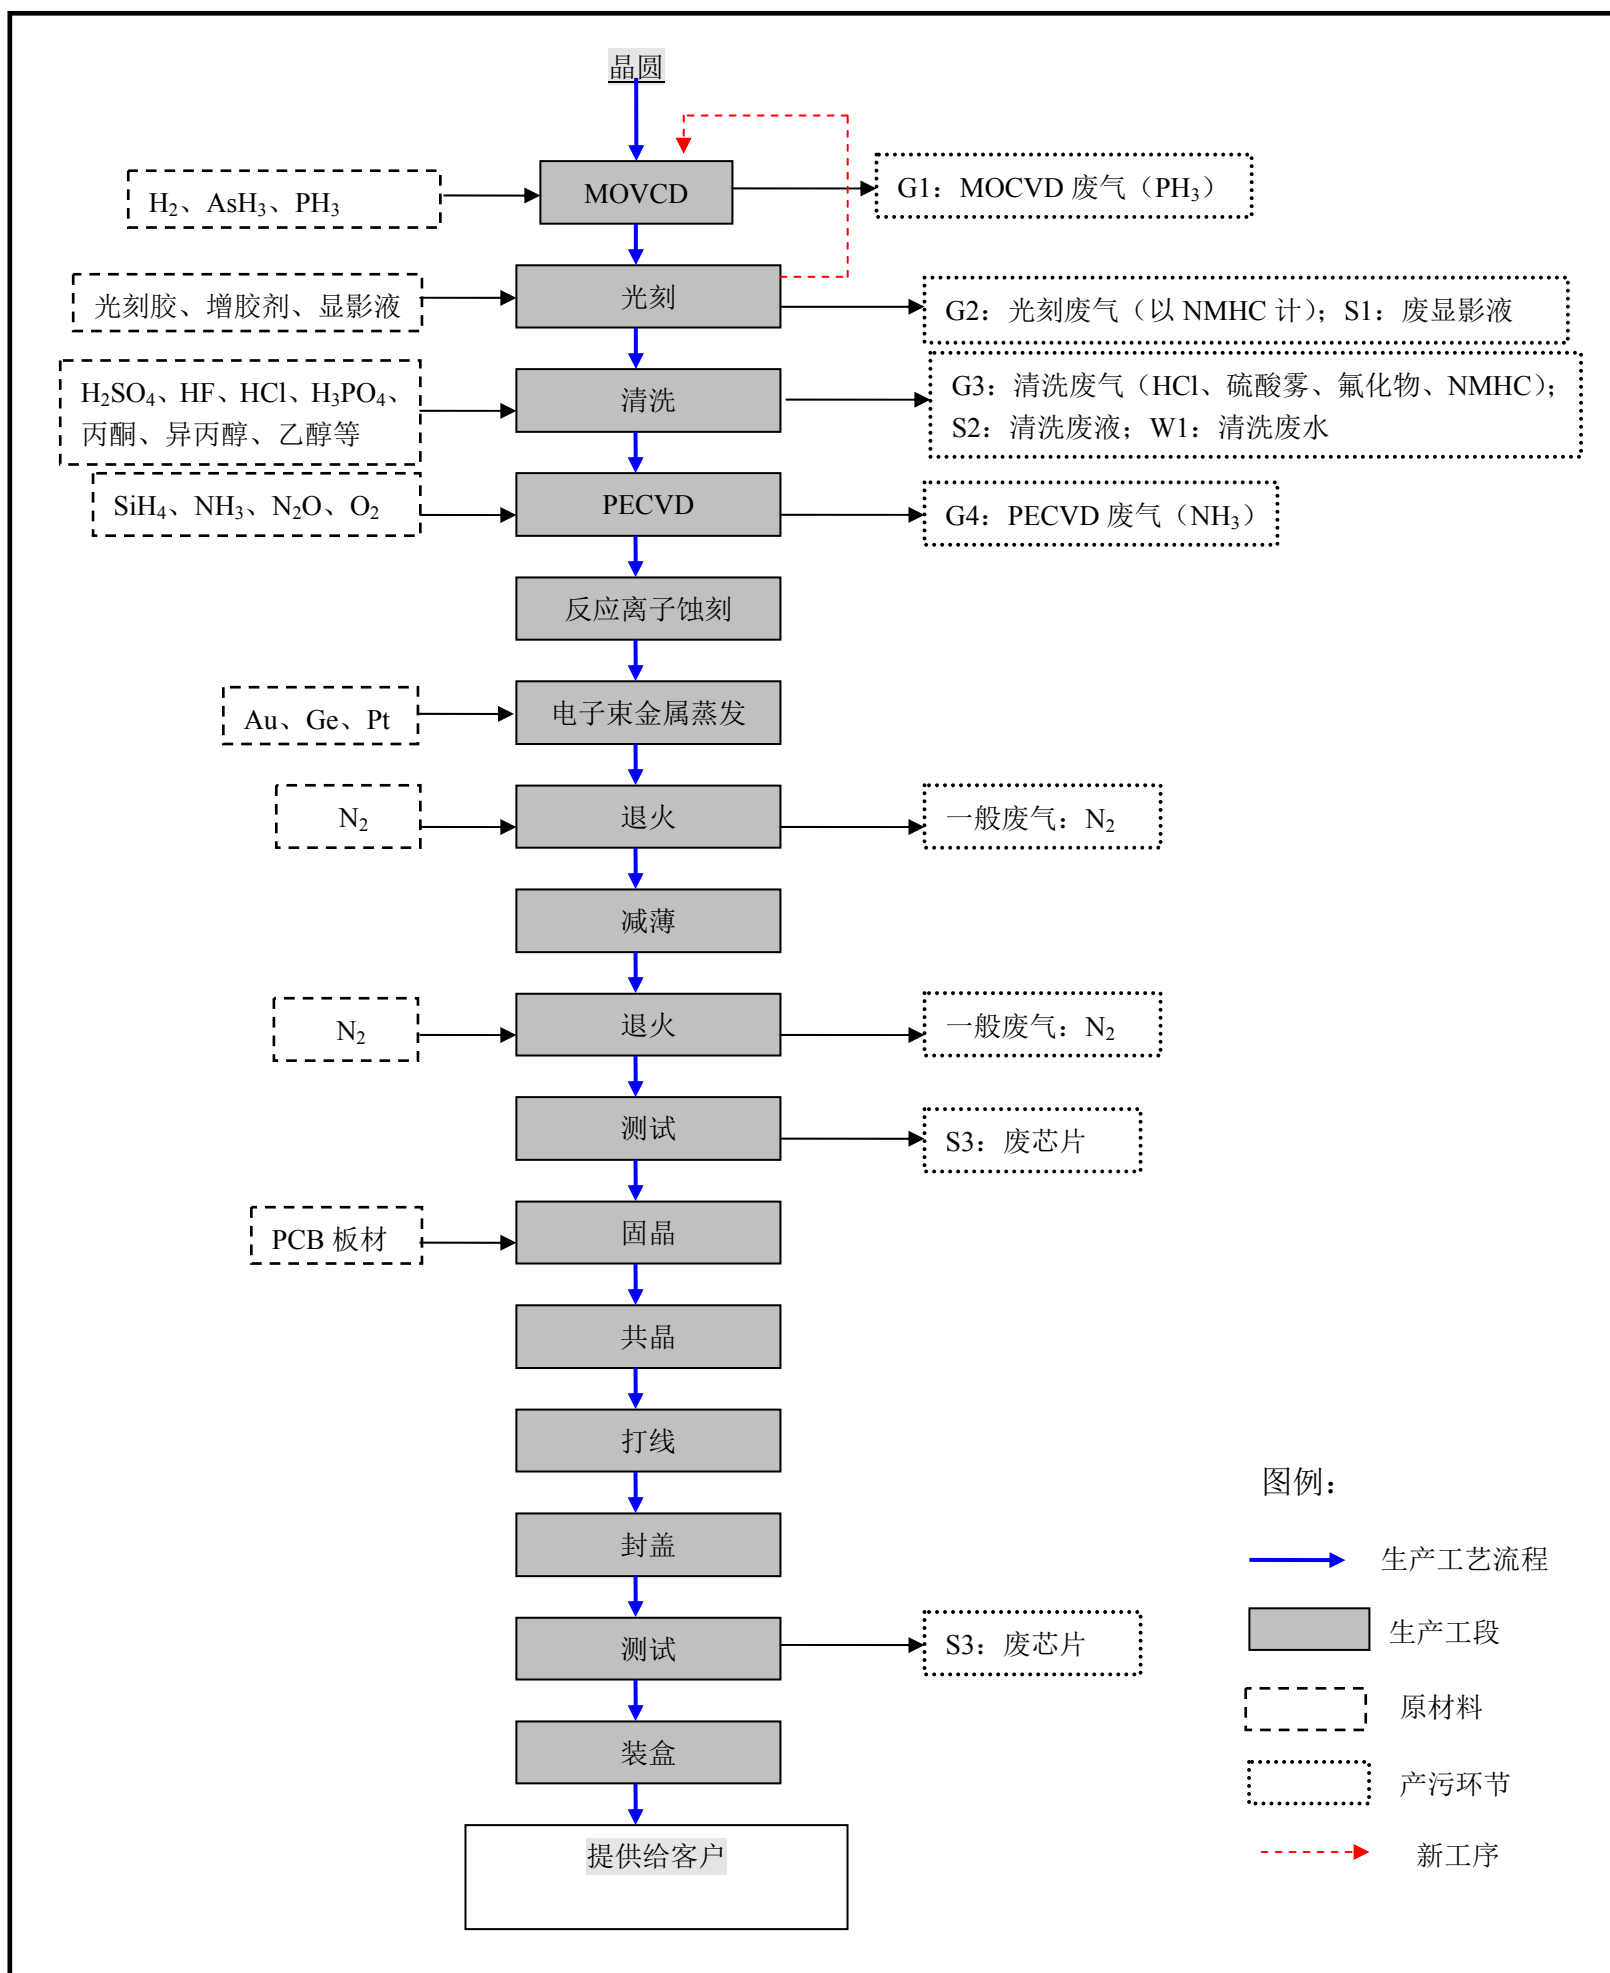 晶圆
MOVCD
H₂、AsH₃、PH₃
G1：MOCVD 废气（PH₃）
光刻
光刻胶、增胶剂、显影液
G2：光刻废气（以 NMHC 计）；S1：废显影液
清洗
H₂SO₄、HF、HCl、H₃PO₄、
丙酮、异丙醇、乙醇等
G3：清洗废气（HCl、硫酸雾、氟化物、NMHC）；
S2：清洗废液；W1：清洗废水
PECVD
SiH₄、NH₃、N₂O、O₂
G4：PECVD 废气（NH₃）
反应离子蚀刻
电子束金属蒸发
Au、Ge、Pt
退火
N₂
一般废气：N₂
减薄
退火
N₂
一般废气：N₂
测试
S3：废芯片
固晶
PCB 板材
共晶
打线
封盖
测试
S3：废芯片
装盒
提供给客户
图例：
生产工艺流程
生产工段
原材料
产污环节
新工序